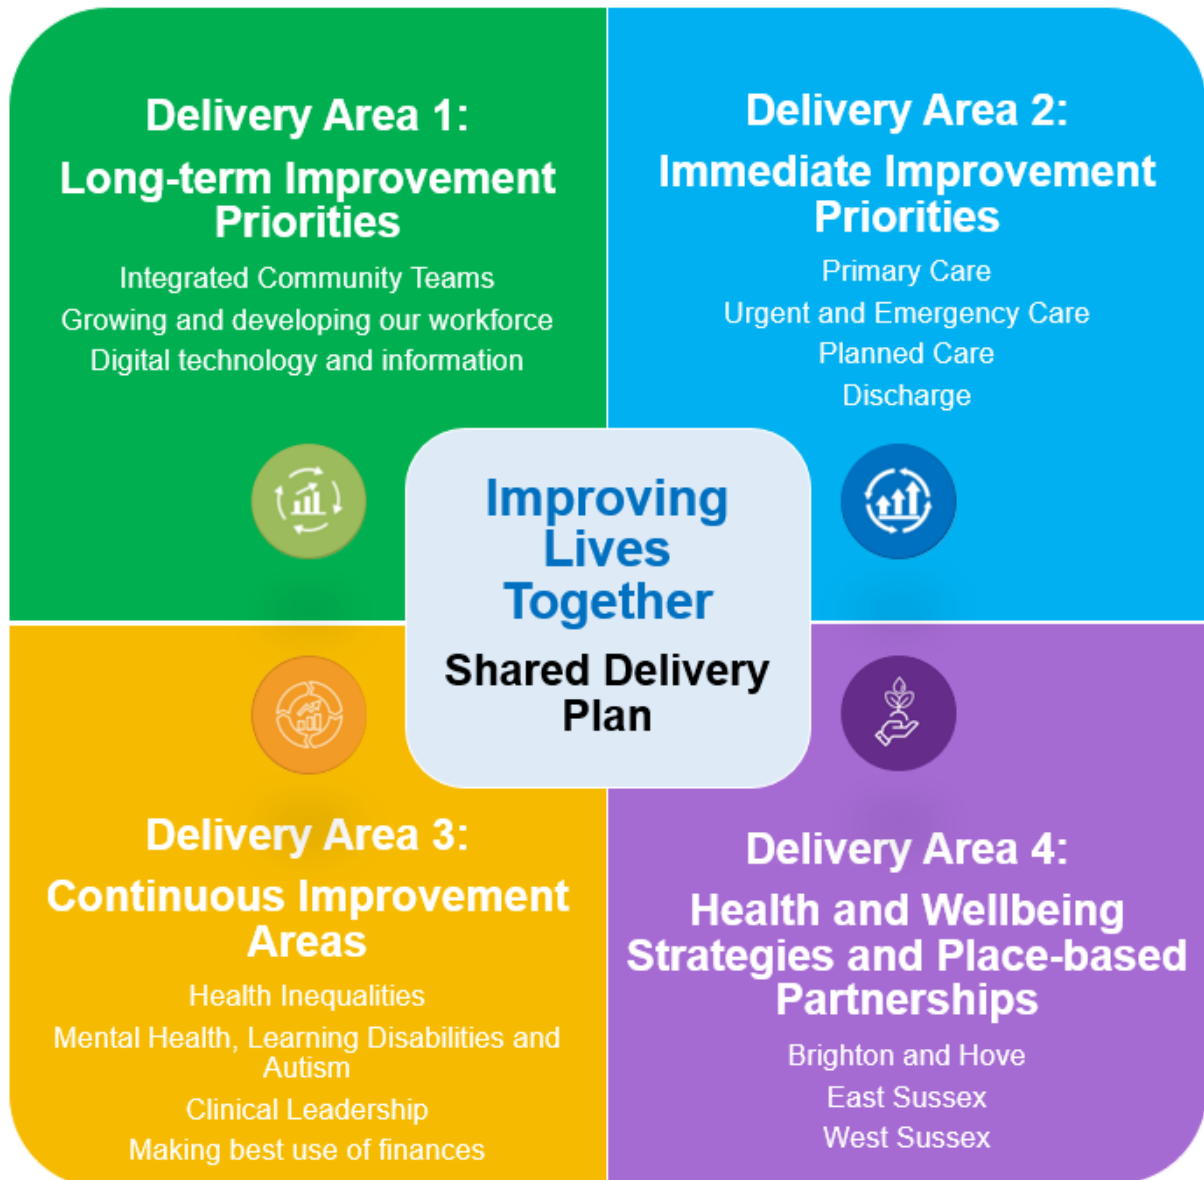 Delivery Area 1:
Long-term Improvement
Priorities
Integrated Community Teams
Growing and developing our workforce
Digital technology and information
Delivery Area 2:
Immediate Improvement
Priorities
Primary Care
Urgent and Emergency Care
Planned Care
Discharge
Improving
Lives
Together
Shared Delivery
Plan
Delivery Area 3:
Continuous Improvement
Areas
Health Inequalities
Mental Health, Learning Disabilities and
Autism
Clinical Leadership
Making best use of finances
Delivery Area 4:
Health and Wellbeing
Strategies and Place-based
Partnerships
Brighton and Hove
East Sussex
West Sussex